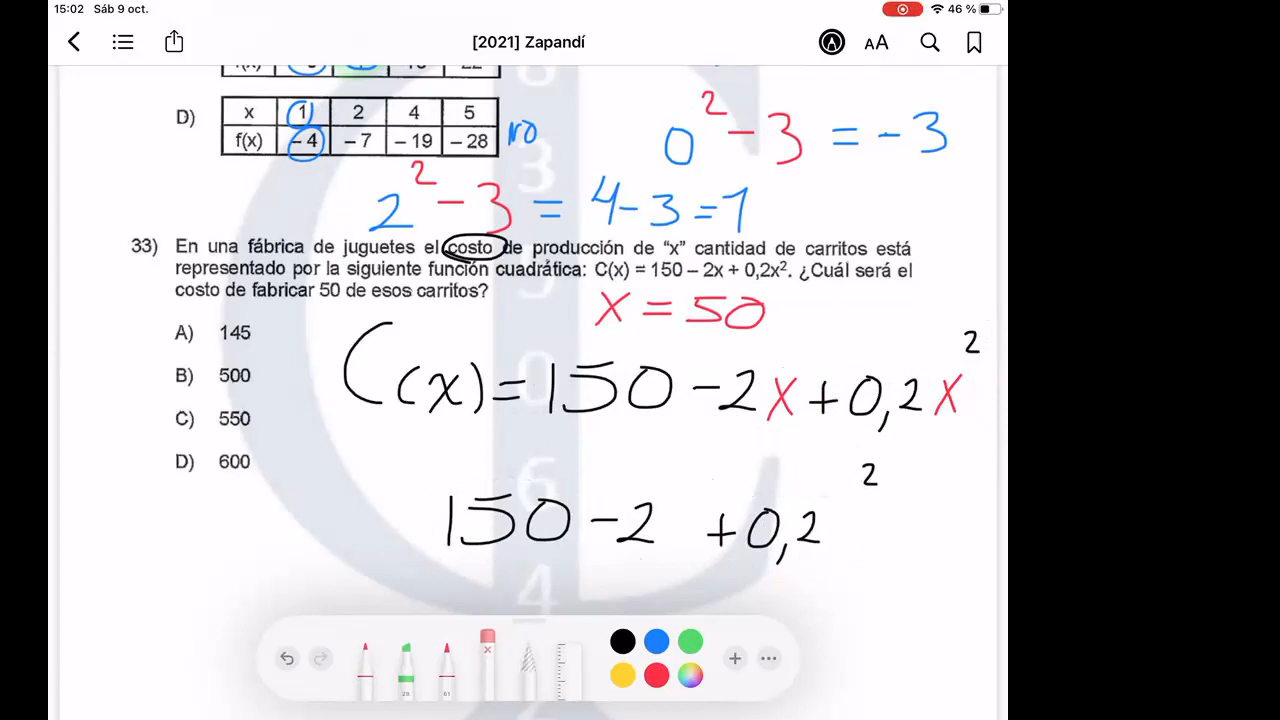 15:02 Sáb 9 oct. 46 %
[2021] Zapandí
AA
D) x 1 2 4 5
f(x) – 4 – 7 – 19 – 28 no
0² - 3 = - 3
2² - 3 = 4 - 3 = 1
33) En una fábrica de juguetes el costo de producción de “x” cantidad de carritos está
representado por la siguiente función cuadrática: C(x) = 150 – 2x + 0,2x². ¿Cuál será el
costo de fabricar 50 de esos carritos?
x = 50
A) 145
B) 500
C) 550
D) 600
C(x) = 150 - 2x + 0,2x²
150 - 2 + 0,2 ²